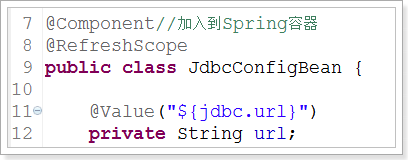 7 @Component//加入到Spring容器
8 @RefreshScope
9 public class JdbcConfigBean {
10
11 @Value("${jdbc.url}")
12 private String url;